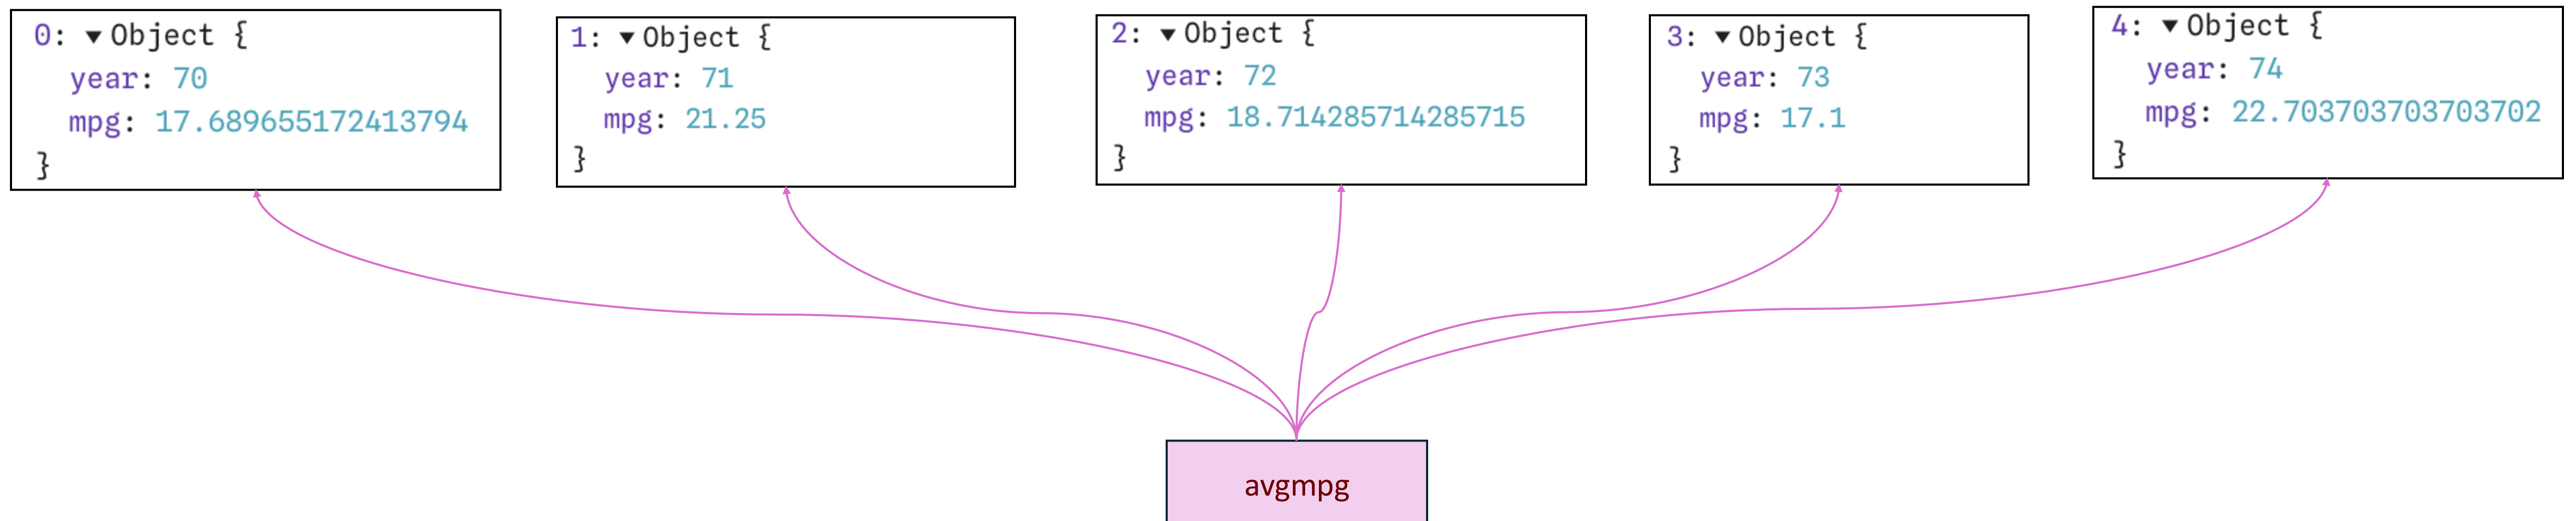 0: ▼ Object {
year: 70
mpg: 17.689655172413794
}
1: ▼ Object {
year: 71
mpg: 21.25
}
2: ▼ Object {
year: 72
mpg: 18.714285714285715
}
3: ▼ Object {
year: 73
mpg: 17.1
}
4: ▼ Object {
year: 74
mpg: 22.703703703703702
}
avgmpg